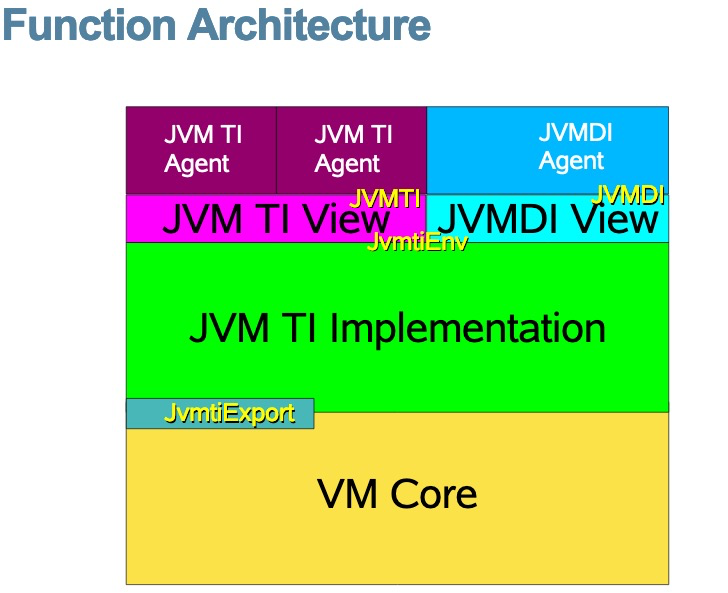 Function Architecture
JVM TI
Agent
JVM TI
Agent
JVMDI
Agent
JVMTI
JVMDI
JVM TI View
JVMDI View
JvmtiEnv
JVM TI Implementation
JvmtiExport
VM Core